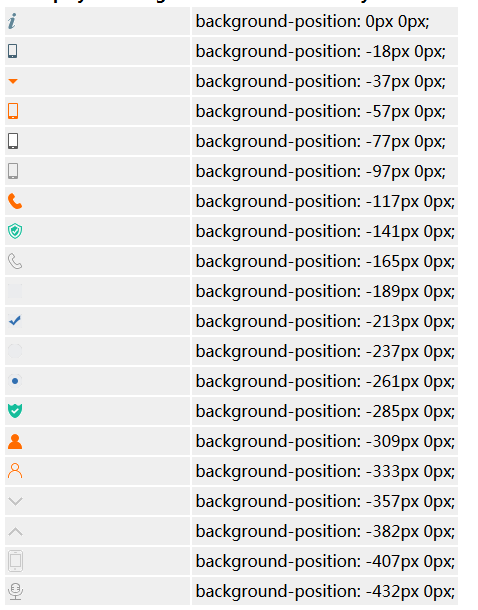 background-position: 0px 0px;
background-position: -18px 0px;
background-position: -37px 0px;
background-position: -57px 0px;
background-position: -77px 0px;
background-position: -97px 0px;
background-position: -117px 0px;
background-position: -141px 0px;
background-position: -165px 0px;
background-position: -189px 0px;
background-position: -213px 0px;
background-position: -237px 0px;
background-position: -261px 0px;
background-position: -285px 0px;
background-position: -309px 0px;
background-position: -333px 0px;
background-position: -357px 0px;
background-position: -382px 0px;
background-position: -407px 0px;
background-position: -432px 0px;